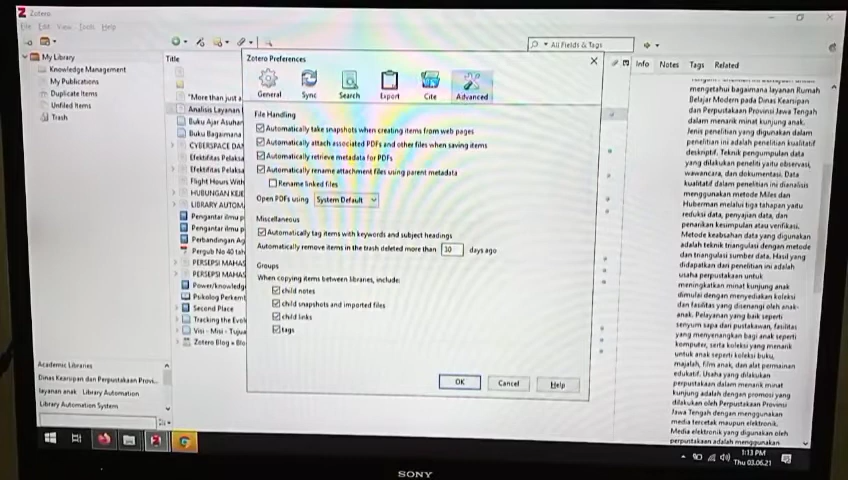 Zotero
File Edit View Tools Help
All Fields & Tags
My Library
Knowledge Management
My Publications
Duplicate Items
Unfiled Items
Trash
Academic Libraries
Dinas Kearsipan dan Perpustakaan Provi...
layanan anak Library Automation
Library Automation System
Title
"More than just a
Analisis Layanan
Buku Ajar Asuhan
Buku Bagaimana
CYBERSPACE DAN
Efektifitas Pelaksa
Efektifitas Pelaksa
Flight Hours With
HUBUNGAN KEJE
LIBRARY AUTOM
Pengantar ilmu p
Pengantar ilmu p
Perbandingan Ag
Pergub No 40 tah
PERSEPSI MAHAS
PERSEPSI MAHAS
Power/knowledge
Psikolog Perkemb
Second Place
Tracking the Evol
Visi - Misi - Tujua
Zotero Blog » Blo
Zotero Preferences
General Sync Search Export Cite Advanced
File Handling
Automatically take snapshots when creating items from web pages
Automatically attach associated PDFs and other files when saving items
Automatically retrieve metadata for PDFs
Automatically rename attachment files using parent metadata
Rename linked files
Open PDFs using System Default
Miscellaneous
Automatically tag items with keywords and subject headings
Automatically remove items in the trash deleted more than 30 days ago
Groups
When copying items between libraries, include:
child notes
child snapshots and imported files
child links
tags
OK Cancel Help
Info Notes Tags Related
mengetahui bagaimana layanan Rumah
Belajar Modern pada Dinas Kearsipan
dan Perpustakaan Provinsi Jawa Tengah
dalam menarik minat kunjung anak.
Jenis penelitian yang digunakan dalam
penelitian ini adalah penelitian kualitatif
deskriptif. Teknik pengumpulan data
yang dilakukan peneliti yaitu observasi,
wawancara, dan dokumentasi. Data
kualitatif dalam penelitian ini dianalisis
menggunakan metode Miles dan
Huberman melalui tiga tahapan yaitu
reduksi data, penyajian data, dan
penarikan kesimpulan atau verifikasi.
Metode keabsahan data yang digunakan
adalah teknik triangulasi dengan metode
dan triangulasi sumber data. Hasil yang
didapatkan dari penelitian ini adalah
usaha perpustakaan untuk
meningkatkan minat kunjung anak
dimulai dengan menyediakan koleksi
dan fasilitas yang disenangi oleh anak-
anak. Pelayanan yang baik seperti
senyum sapa dari pustakawan, fasilitas
yang menyenangkan bagi anak seperti
komputer, serta koleksi yang menarik
untuk anak seperti koleksi buku,
majalah, film anak, dan alat permainan
edukatif. Usaha yang dilakukan
perpustakaan dalam menarik minat
kunjung adalah dengan promosi yang
dilakukan oleh Perpustakaan Provinsi
Jawa Tengah dengan menggunakan
media tercetak maupun elektronik.
Media elektronik yang digunakan oleh
perpustakaan adalah menggunakan
1:13 PM
Thu 03.06.21
SONY